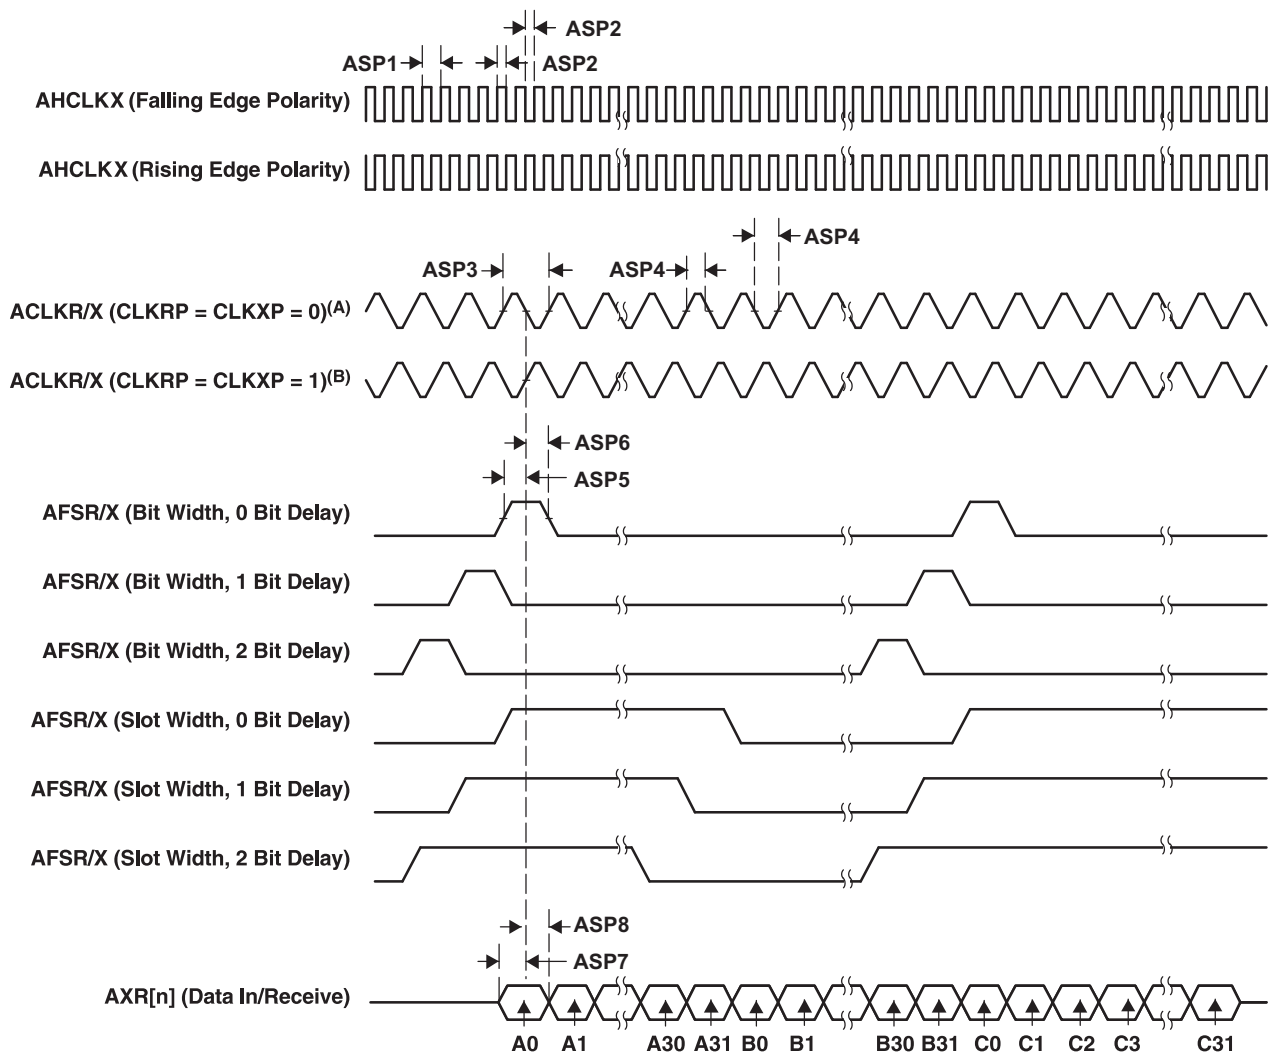 ASP2
ASP1 ASP2
AHCLKX (Falling Edge Polarity)
AHCLKX (Rising Edge Polarity)
ASP4
ASP3 ASP4
ACLKR/X (CLKRP = CLKXP = 0)(A)
ACLKR/X (CLKRP = CLKXP = 1)(B)
ASP6
ASP5
AFSR/X (Bit Width, 0 Bit Delay)
AFSR/X (Bit Width, 1 Bit Delay)
AFSR/X (Bit Width, 2 Bit Delay)
AFSR/X (Slot Width, 0 Bit Delay)
AFSR/X (Slot Width, 1 Bit Delay)
AFSR/X (Slot Width, 2 Bit Delay)
ASP8
ASP7
AXR[n] (Data In/Receive)
A0 A1 A30 A31 B0 B1 B30 B31 C0 C1 C2 C3 C31